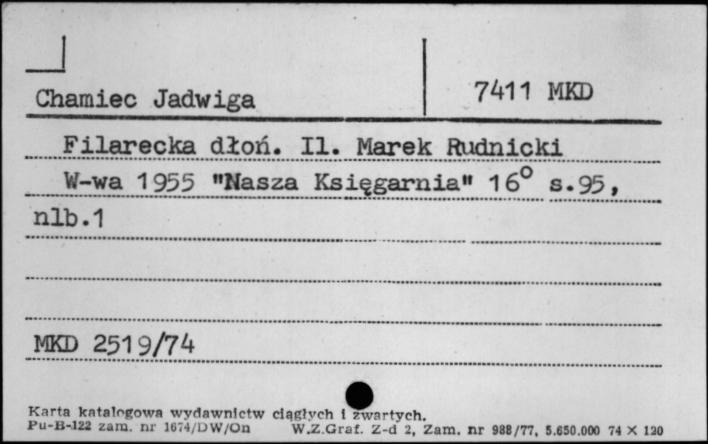 Chamiec Jadwiga 7411 MKD
Filarecka dłoń. Il. Marek Rudnicki
W-wa 1955 "Nasza Księgarnia" 16° s.95,
nlb.1
MKD 2519/74
Karta katalogowa wydawnictw ciągłych i zwartych.
Pu-B-122 zam. nr 1674/DW/On W.Z.Graf. Z-d 2, Zam. nr 988/77, 5.650.000 74 X 120